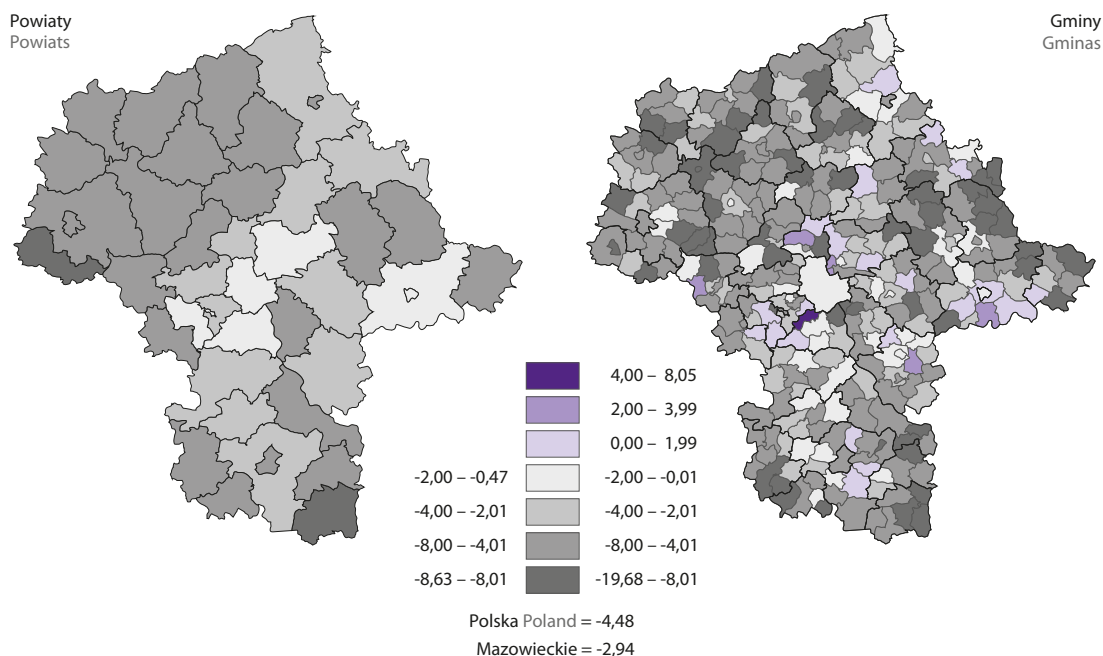 Powiaty
Powiats
Gminy
Gminas
4,00 – 8,05
2,00 – 3,99
0,00 – 1,99
-2,00 – -0,47 -2,00 – -0,01
-4,00 – -2,01 -4,00 – -2,01
-8,00 – -4,01 -8,00 – -4,01
-8,63 – -8,01 -19,68 – -8,01
Polska Poland = -4,48
Mazowieckie = -2,94